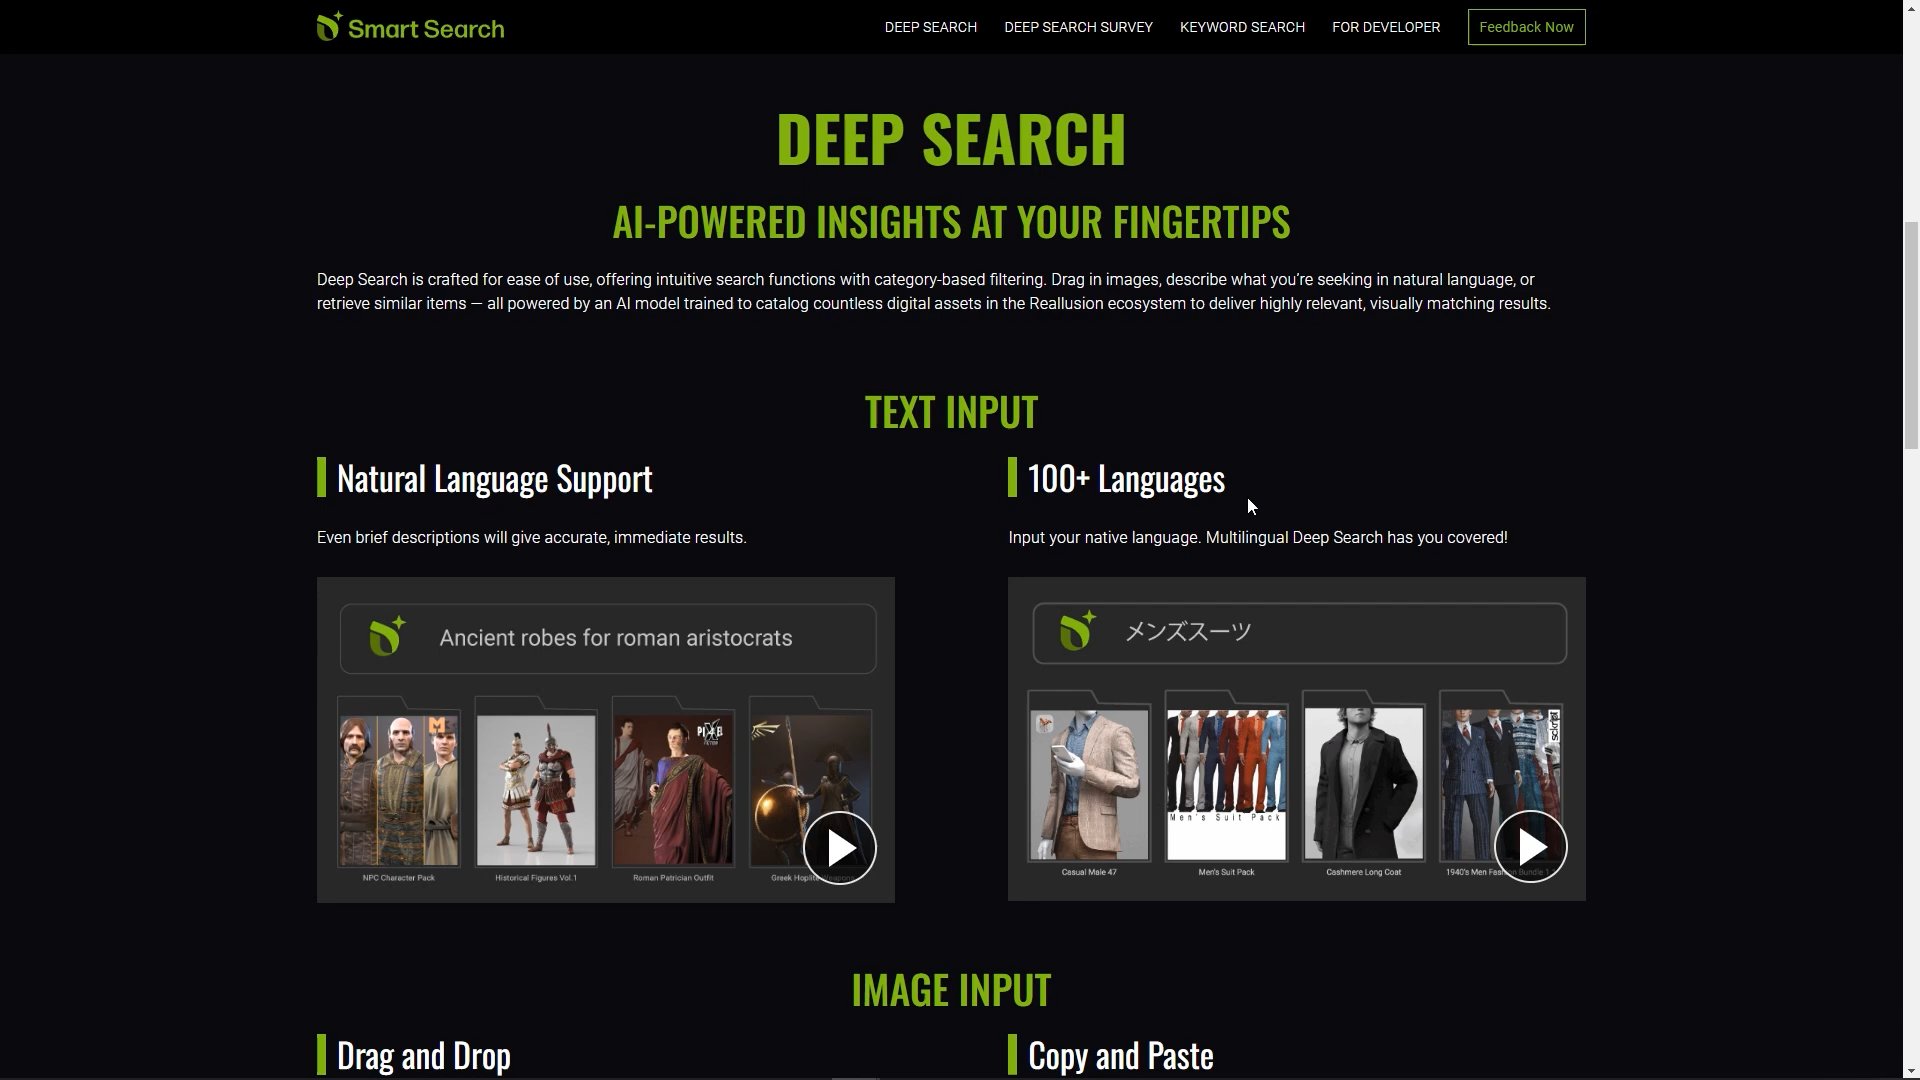 Smart Search
DEEP SEARCH
DEEP SEARCH SURVEY
KEYWORD SEARCH
FOR DEVELOPER
Feedback Now
DEEP SEARCH
AI-POWERED INSIGHTS AT YOUR FINGERTIPS
Deep Search is crafted for ease of use, offering intuitive search functions with category-based filtering. Drag in images, describe what you’re seeking in natural language, or
retrieve similar items — all powered by an AI model trained to catalog countless digital assets in the Reallusion ecosystem to deliver highly relevant, visually matching results.
TEXT INPUT
Natural Language Support
Even brief descriptions will give accurate, immediate results.
Ancient robes for roman aristocrats
NPC Character Pack
Historical Figures Vol.1
Roman Patrician Outfit
Greek Hoplite Weapons
100+ Languages
Input your native language. Multilingual Deep Search has you covered!
メンズスーツ
Men's Suit Pack
Casual Male 47
Men's Suit Pack
Cashmere Long Coat
1940's Men Fashion Bundle
IMAGE INPUT
Drag and Drop
Copy and Paste